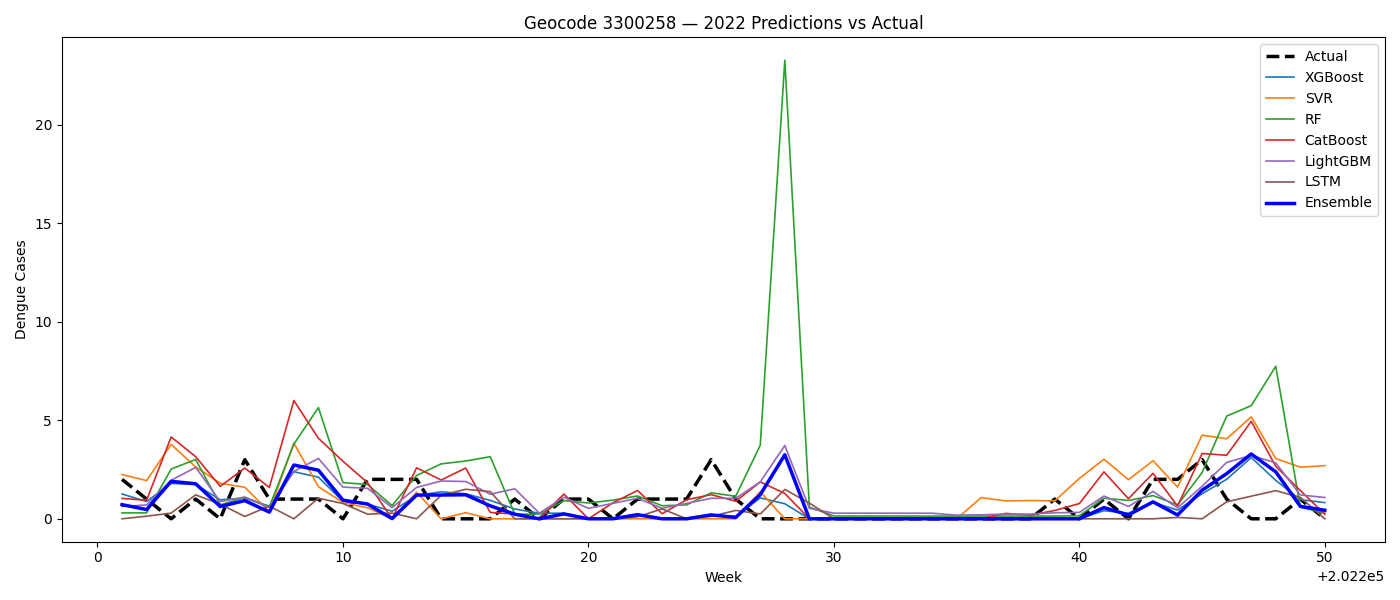 Geocode 3300258 — 2022 Predictions vs Actual
Dengue Cases
20
15
10
5
0
Actual
XGBoost
SVR
RF
CatBoost
LightGBM
LSTM
Ensemble
0 10 20 30 40 50
Week
+2.022e5